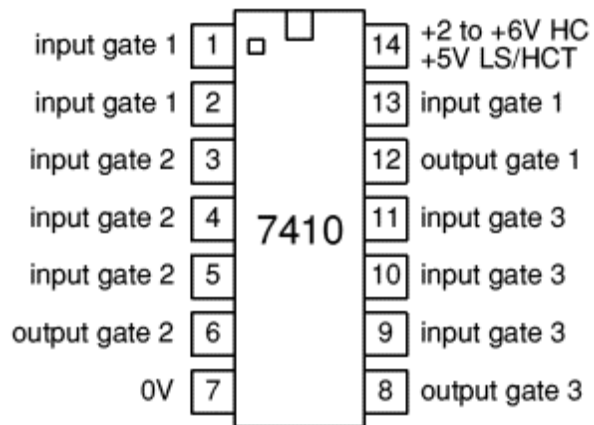 input gate 1 1 14 +2 to +6V HC
+5V LS/HCT
input gate 1 2 13 input gate 1
input gate 2 3 12 output gate 1
input gate 2 4 11 input gate 3
7410
input gate 2 5 10 input gate 3
output gate 2 6 9 input gate 3
0V 7 8 output gate 3